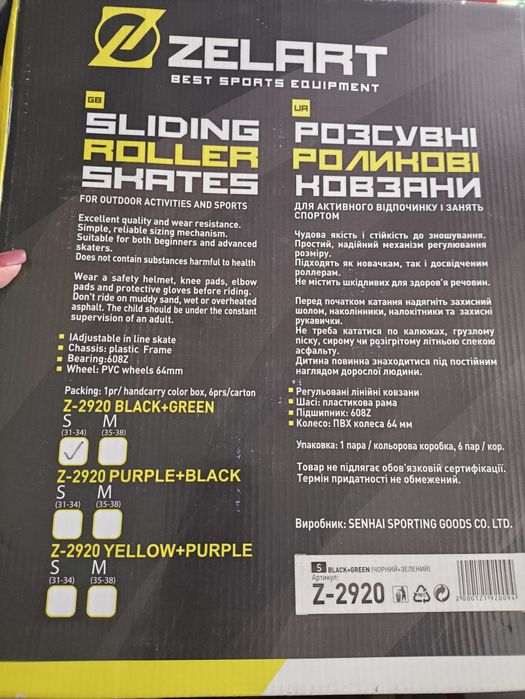 ZELART
BEST SPORTS EQUIPMENT
GB
SLIDING
ROLLER
SKATES
FOR OUTDOOR ACTIVITIES AND SPORTS
Excellent quality and wear resistance.
Simple, reliable sizing mechanism.
Suitable for both beginners and advanced
skaters.
Does not contain substances harmful to health
Wear a safety helmet, knee pads, elbow
pads and protective gloves before riding.
Don't ride on muddy sand, wet or overheated
asphalt. The child should be under the constant
supervision of an adult.
IAdjustable in line skate
Chassis: plastic Frame
Bearing:608Z
Wheel: PVC wheels 64mm
Packing: 1pr/ handcarry color box, 6prs/carton
Z-2920 BLACK+GREEN
S M
(31-34) (35-38)
Z-2920 PURPLE+BLACK
S M
(31-34) (35-38)
Z-2920 YELLOW+PURPLE
S M
(31-34) (35-38)
UA
РОЗСУВНІ
РОЛИКОВІ
КОВЗАНИ
ДЛЯ АКТИВНОГО ВІДПОЧИНКУ І ЗАНЯТЬ
СПОРТОМ
Чудова якість і стійкість до зношування.
Простий, надійний механізм регулювання
розміру.
Підходять як новачкам, так і досвідченим
роллерам.
Не містить шкідливих для здоров'я речовин.
Перед початком катання надягніть захисний
шолом, наколінники, налокітники та захисні
рукавички.
Не треба кататися по калюжах, грузлому
піску, сирому чи розігрітому літньою спекою
асфальту.
Дитина повинна знаходитися під постійним
наглядом дорослої людини.
Регульовані лінійні ковзани
Шасі: пластикова рама
Підшипник: 608Z
Колесо: ПВХ колеса 64 мм
Упаковка: 1 пара / кольорова коробка, 6 пар / кор.
Товар не підлягає обов'язковій сертифікації.
Термін придатності не обмежений.
Виробник: SENHAI SPORTING GOODS CO. LTD.
S BLACK+GREEN (ЧОРНИЙ+ЗЕЛЕНИЙ)
Артикул:
Z-2920
2 000121 920094